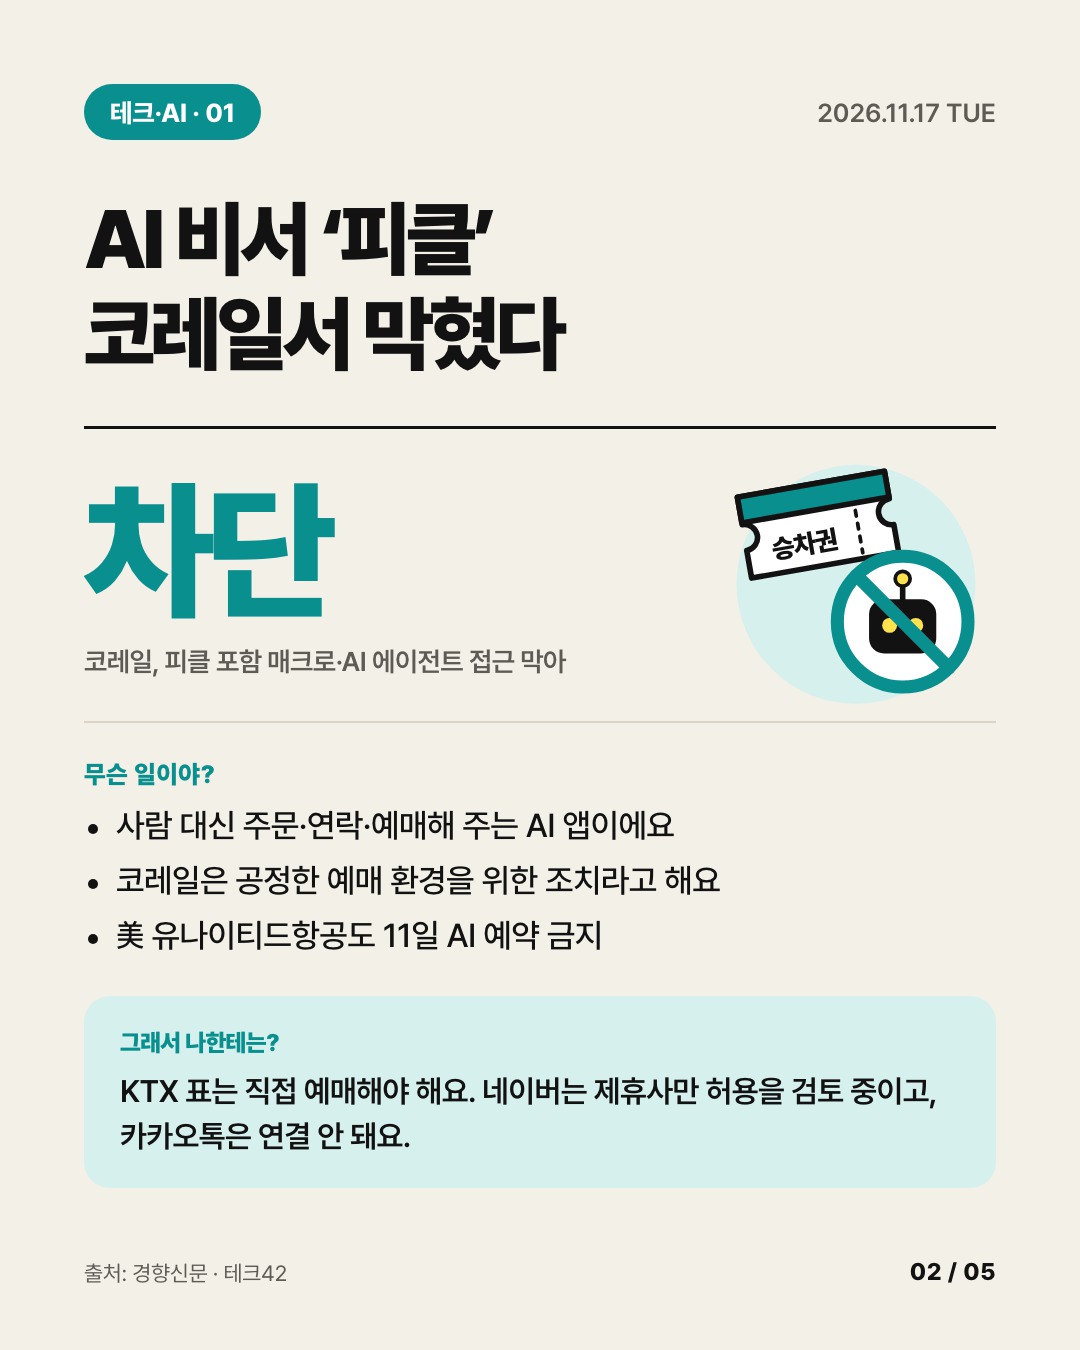 테크·AI · 01
2026.11.17 TUE
AI 비서 ‘피클’
코레일서 막혔다
차단
승차권
코레일, 피클 포함 매크로·AI 에이전트 접근 막아
무슨 일이야?
• 사람 대신 주문·연락·예매해 주는 AI 앱이에요
• 코레일은 공정한 예매 환경을 위한 조치라고 해요
• 美 유나이티드항공도 11일 AI 예약 금지
그래서 나한테는?
KTX 표는 직접 예매해야 해요. 네이버는 제휴사만 허용을 검토 중이고,
카카오톡은 연결 안 돼요.
출처: 경향신문 · 테크42
02 / 05